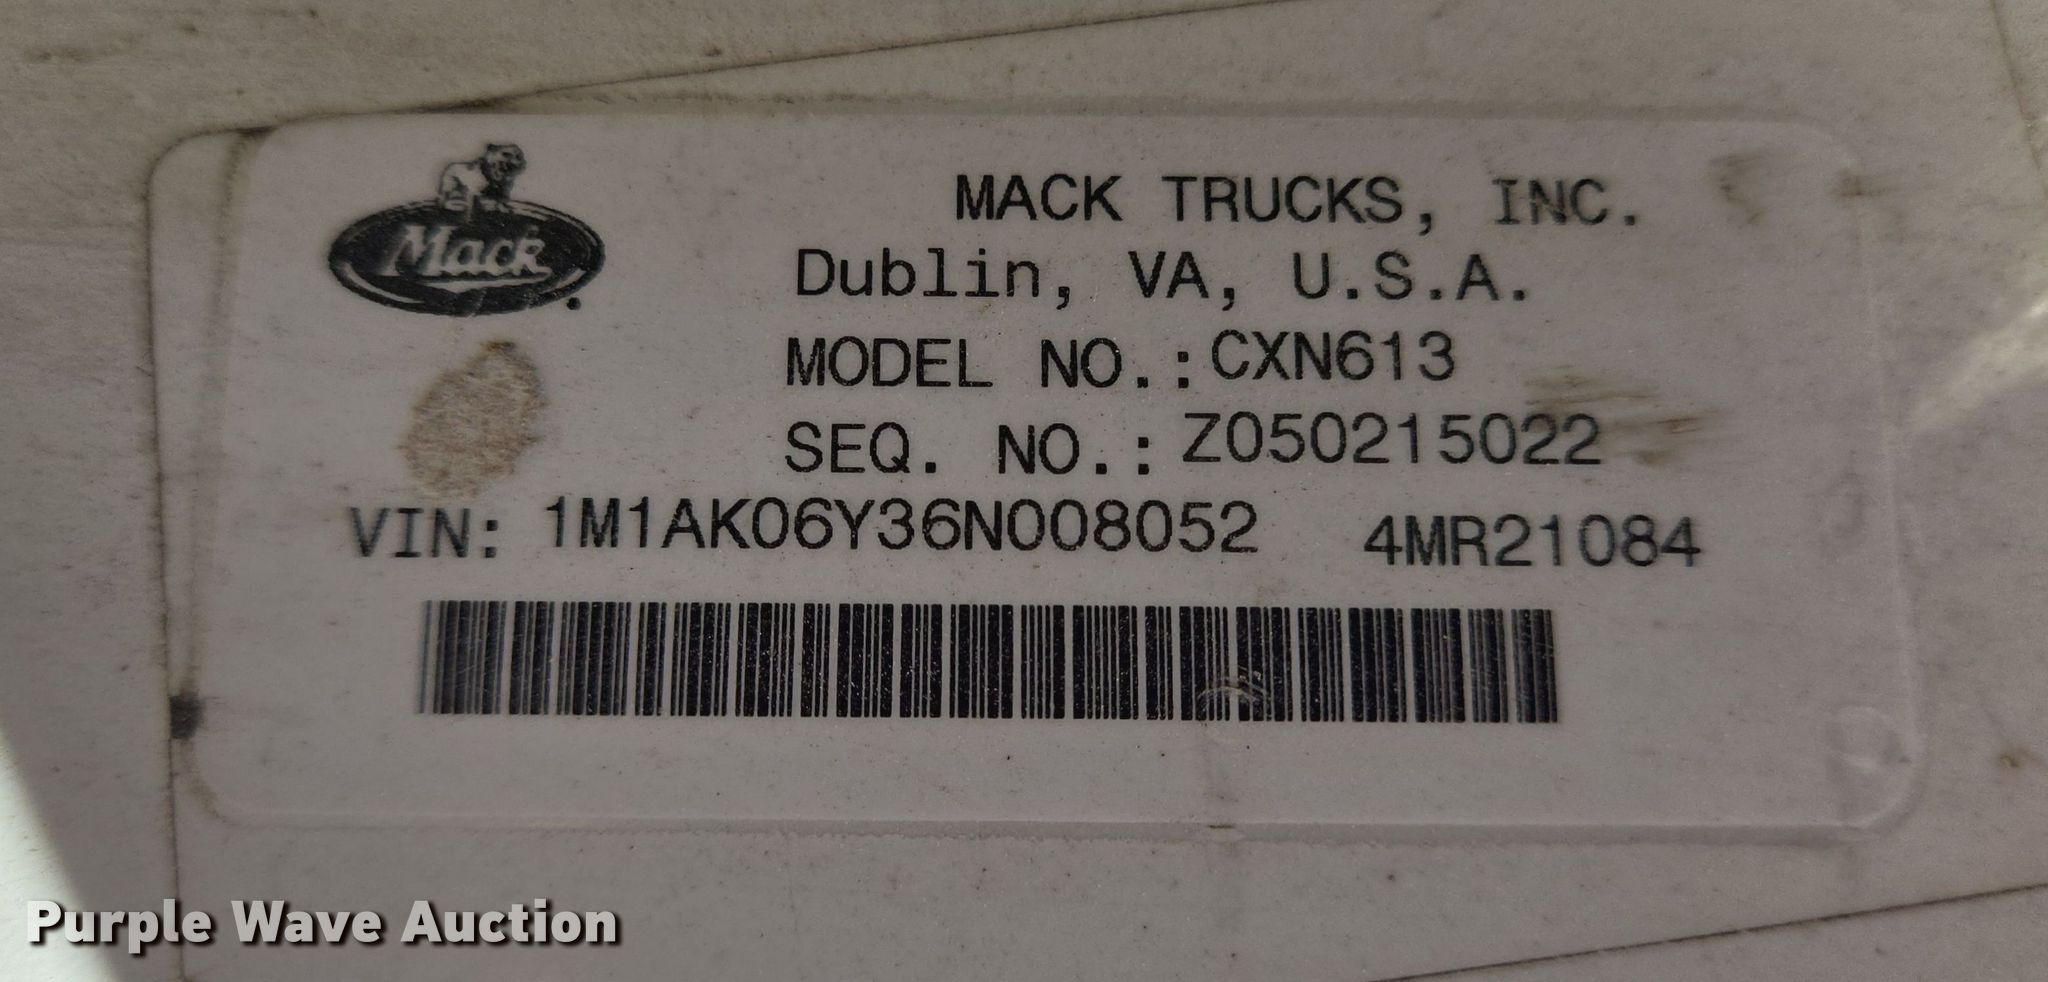 Mack
MACK TRUCKS, INC.
Dublin, VA, U.S.A.
MODEL NO.:CXN613
SEQ. NO.:Z050215022
VIN: 1M1AK06Y36N008052 4MR21084
Purple Wave Auction